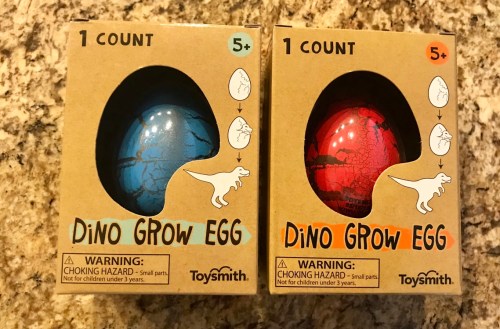 1 COUNT
5+
DINO GROW EGG
WARNING:
CHOKING HAZARD - Small parts.
Not for children under 3 years.
Toysmith
1 COUNT
5+
DINO GROW EGG
WARNING:
CHOKING HAZARD - Small parts.
Not for children under 3 years.
Toysmith